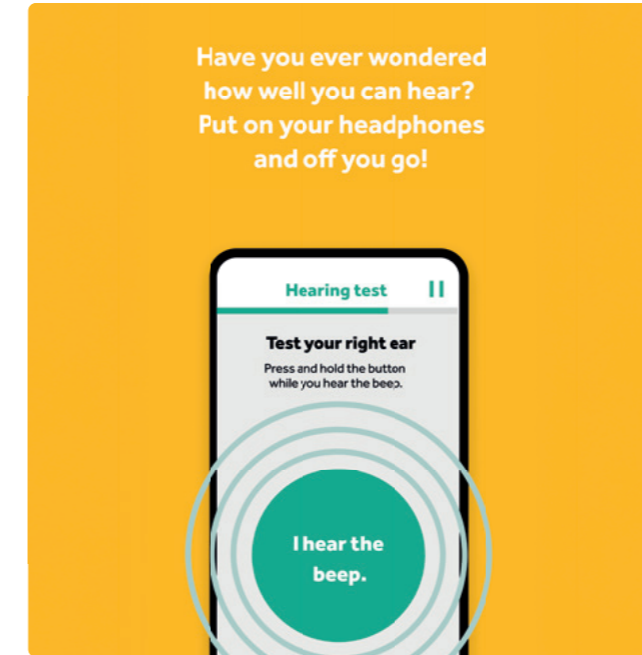 Have you ever wondered
how well you can hear?
Put on your headphones
and off you go!
Hearing test
Test your right ear
Press and hold the button
while you hear the beep.
I hear the
beep.